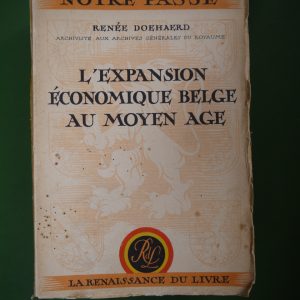 NOTRE PASSÉ
RENÉE DOEHAERD
ARCHIVISTE AUX ARCHIVES GÉNÉRALES DU ROYAUME
L'EXPANSION
ÉCONOMIQUE BELGE
AU MOYEN AGE
RL
LA RENAISSANCE DU LIVRE